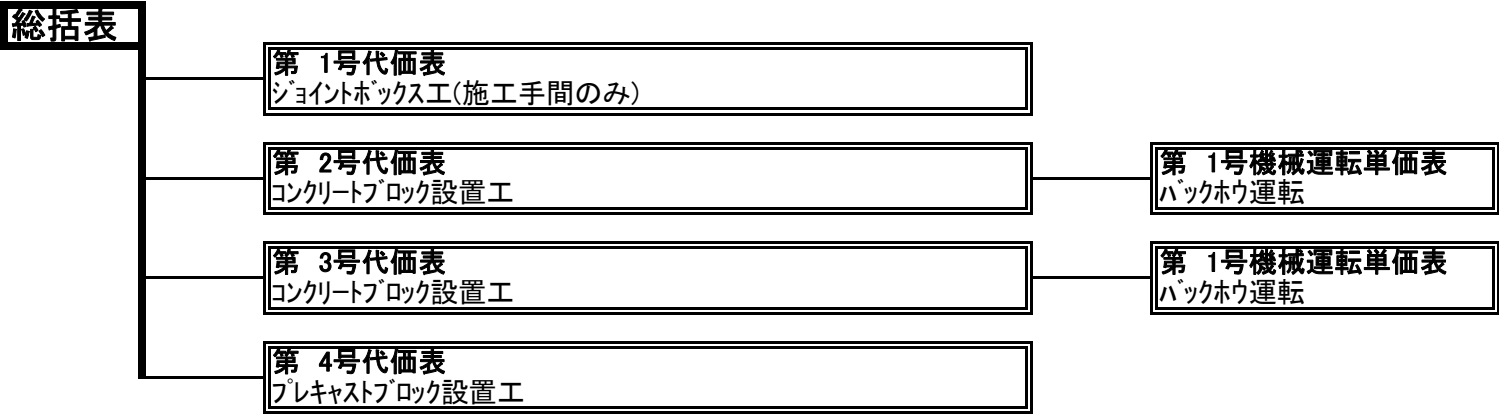 総括表
第 1号代価表
ｼﾞｮｲﾝﾄﾎﾞｯｸｽ工(施工手間のみ)
第 2号代価表
ｺﾝｸﾘｰﾄﾌﾞﾛｯｸ設置工
第 1号機械運転単価表
ﾊﾞｯｸﾎｳ運転
第 3号代価表
ｺﾝｸﾘｰﾄﾌﾞﾛｯｸ設置工
第 1号機械運転単価表
ﾊﾞｯｸﾎｳ運転
第 4号代価表
ﾌﾟﾚｷｬｽﾄﾌﾞﾛｯｸ設置工